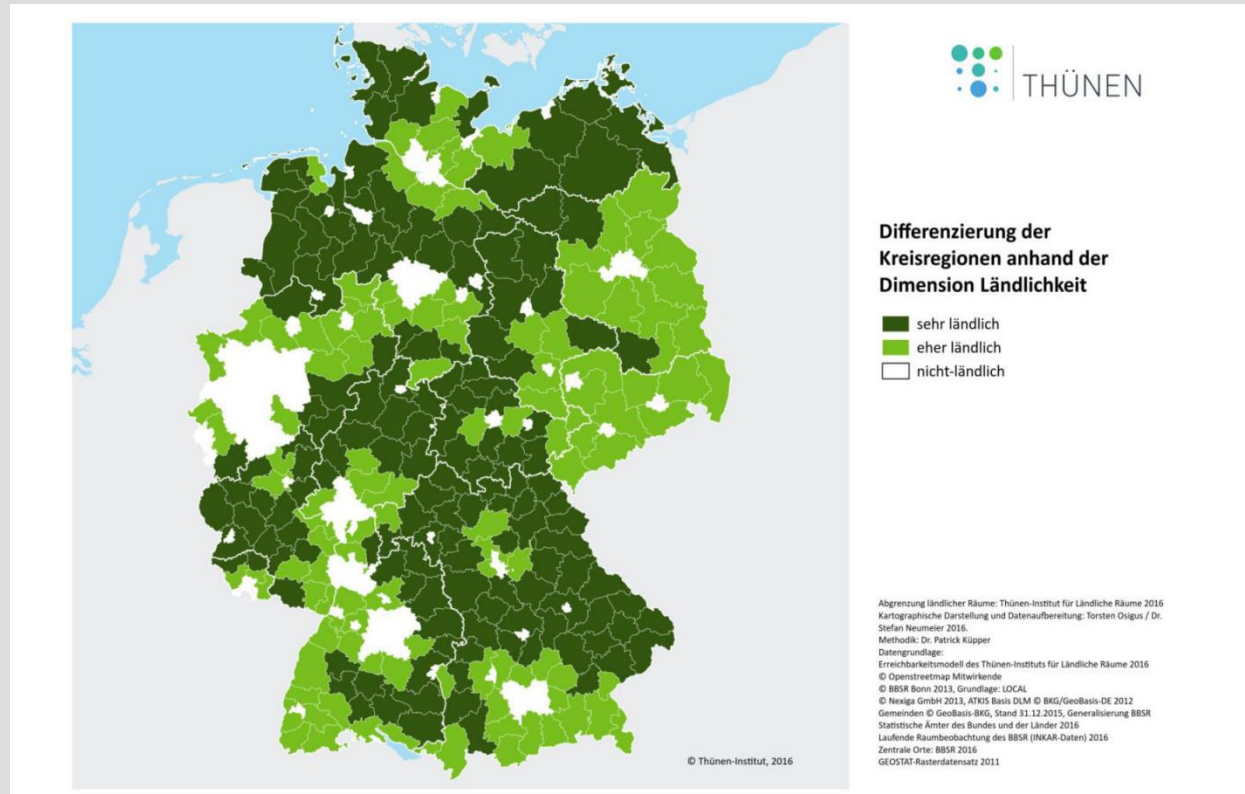 THÜNEN
Differenzierung der
Kreisregionen anhand der
Dimension Ländlichkeit
sehr ländlich
eher ländlich
nicht-ländlich
Abgrenzung ländlicher Räume: Thünen-Institut für Ländliche Räume 2016
Kartographische Darstellung und Datenaufbereitung: Torsten Osigus / Dr.
Stefan Neumeier 2016.
Methodik: Dr. Patrick Küpper
Datengrundlage:
Erreichbarkeitsmodell des Thünen-Instituts für Ländliche Räume 2016
© Openstreetmap Mitwirkende
© BBSR Bonn 2013, Grundlage: LOCAL
© Nexiga GmbH 2013, ATKIS Basis DLM © BKG/GeoBasis-DE 2012
Gemeinden © GeoBasis-BKG, Stand 31.12.2015, Generalisierung BBSR
Statistische Ämter des Bundes und der Länder 2016
Laufende Raumbeobachtung des BBSR (INKAR-Daten) 2016
Zentrale Orte: BBSR 2016
GEOSTAT-Rasterdatensatz 2011
© Thünen-Institut, 2016